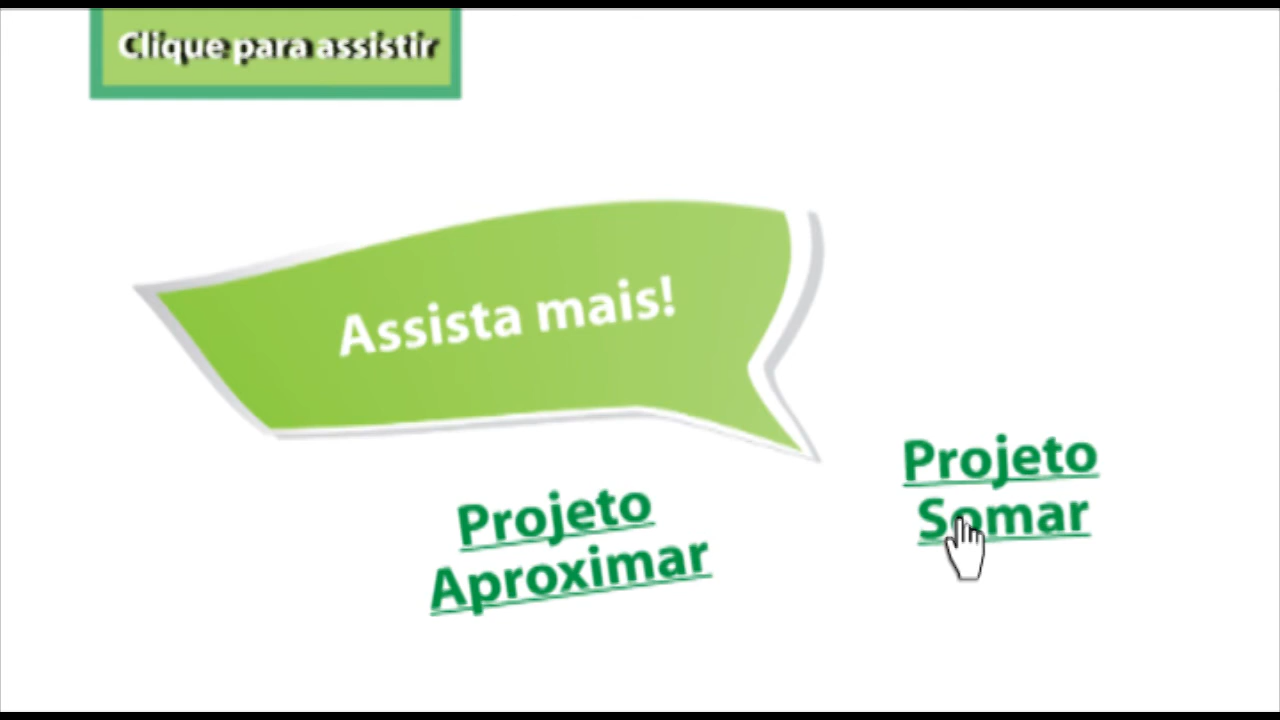 Clique para assistir
Assista mais!
Projeto
Aproximar
Projeto
Somar